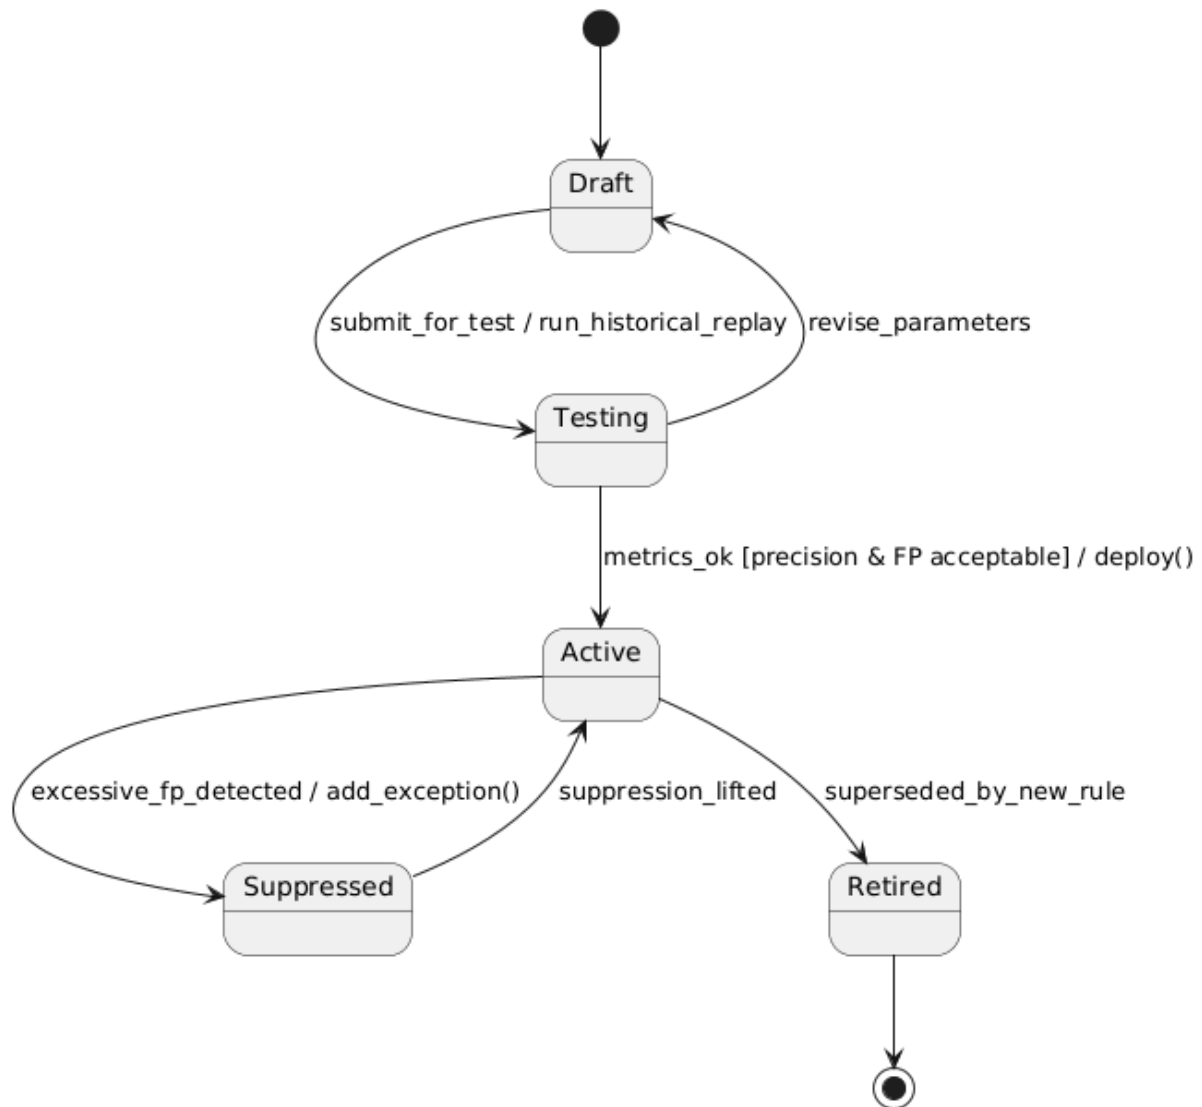 Draft
submit_for_test / run_historical_replay
revise_parameters
Testing
metrics_ok [precision & FP acceptable] / deploy()
Active
excessive_fp_detected / add_exception()
suppression_lifted
superseded_by_new_rule
Suppressed
Retired